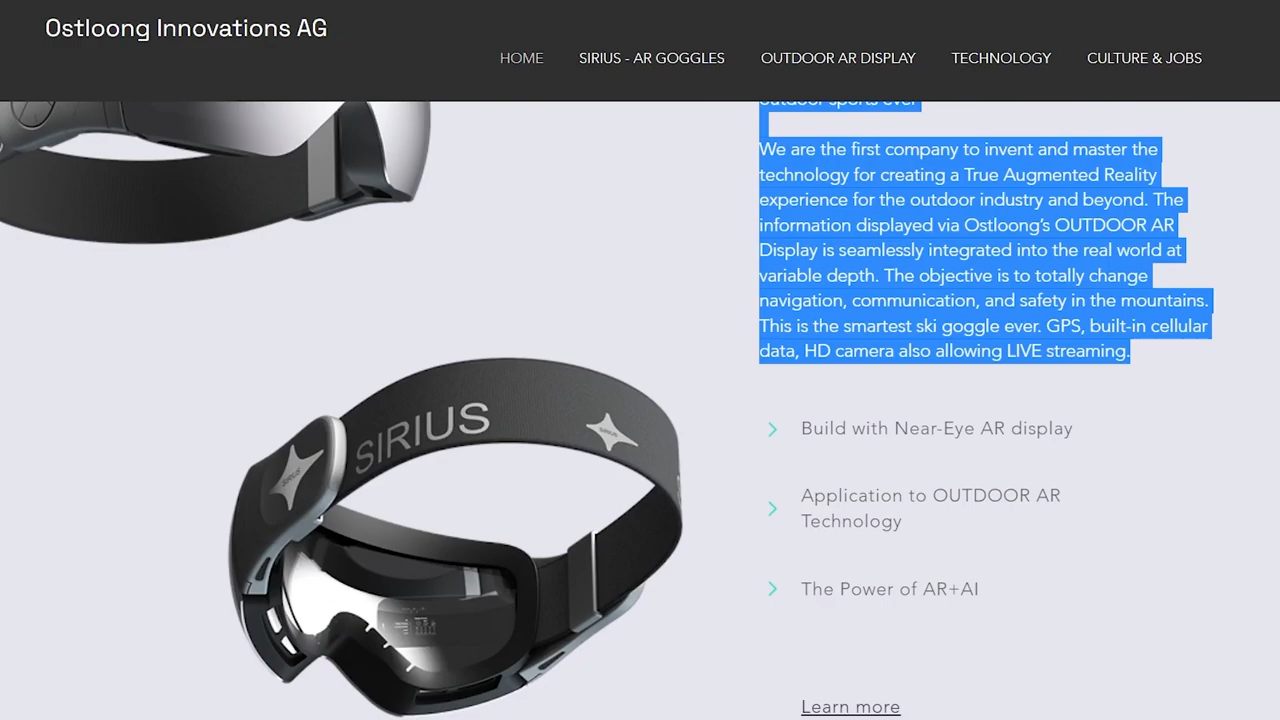 Ostloong Innovations AG
HOME
SIRIUS - AR GOGGLES
OUTDOOR AR DISPLAY
TECHNOLOGY
CULTURE & JOBS
outdoor sports ever
We are the first company to invent and master the
technology for creating a True Augmented Reality
experience for the outdoor industry and beyond. The
information displayed via Ostloong's OUTDOOR AR
Display is seamlessly integrated into the real world at
variable depth. The objective is to totally change
navigation, communication, and safety in the mountains.
This is the smartest ski goggle ever. GPS, built-in cellular
data, HD camera also allowing LIVE streaming.
SIRIUS
SIRIUS
SIRIUS
Build with Near-Eye AR display
Application to OUTDOOR AR
Technology
The Power of AR+AI
Learn more